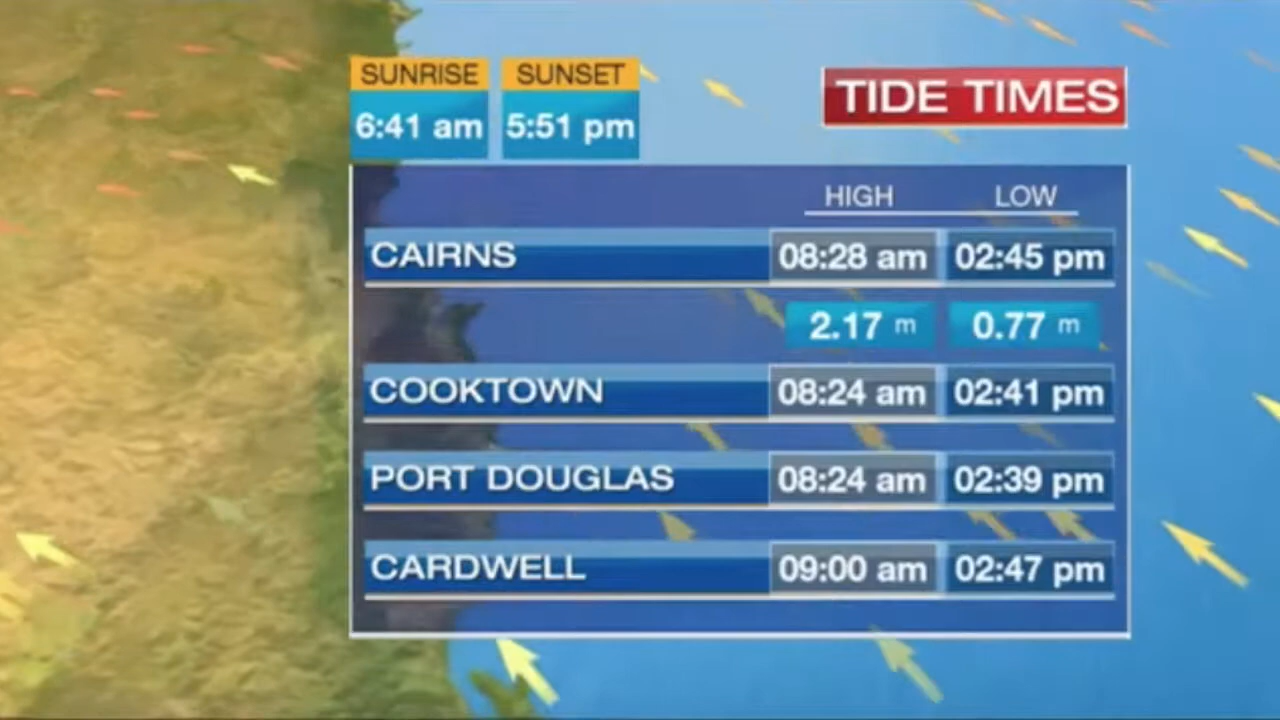 SUNRISE SUNSET
6:41 am 5:51 pm
TIDE TIMES
HIGH LOW
CAIRNS 08:28 am 02:45 pm
2.17 m 0.77 m
COOKTOWN 08:24 am 02:41 pm
PORT DOUGLAS 08:24 am 02:39 pm
CARDWELL 09:00 am 02:47 pm